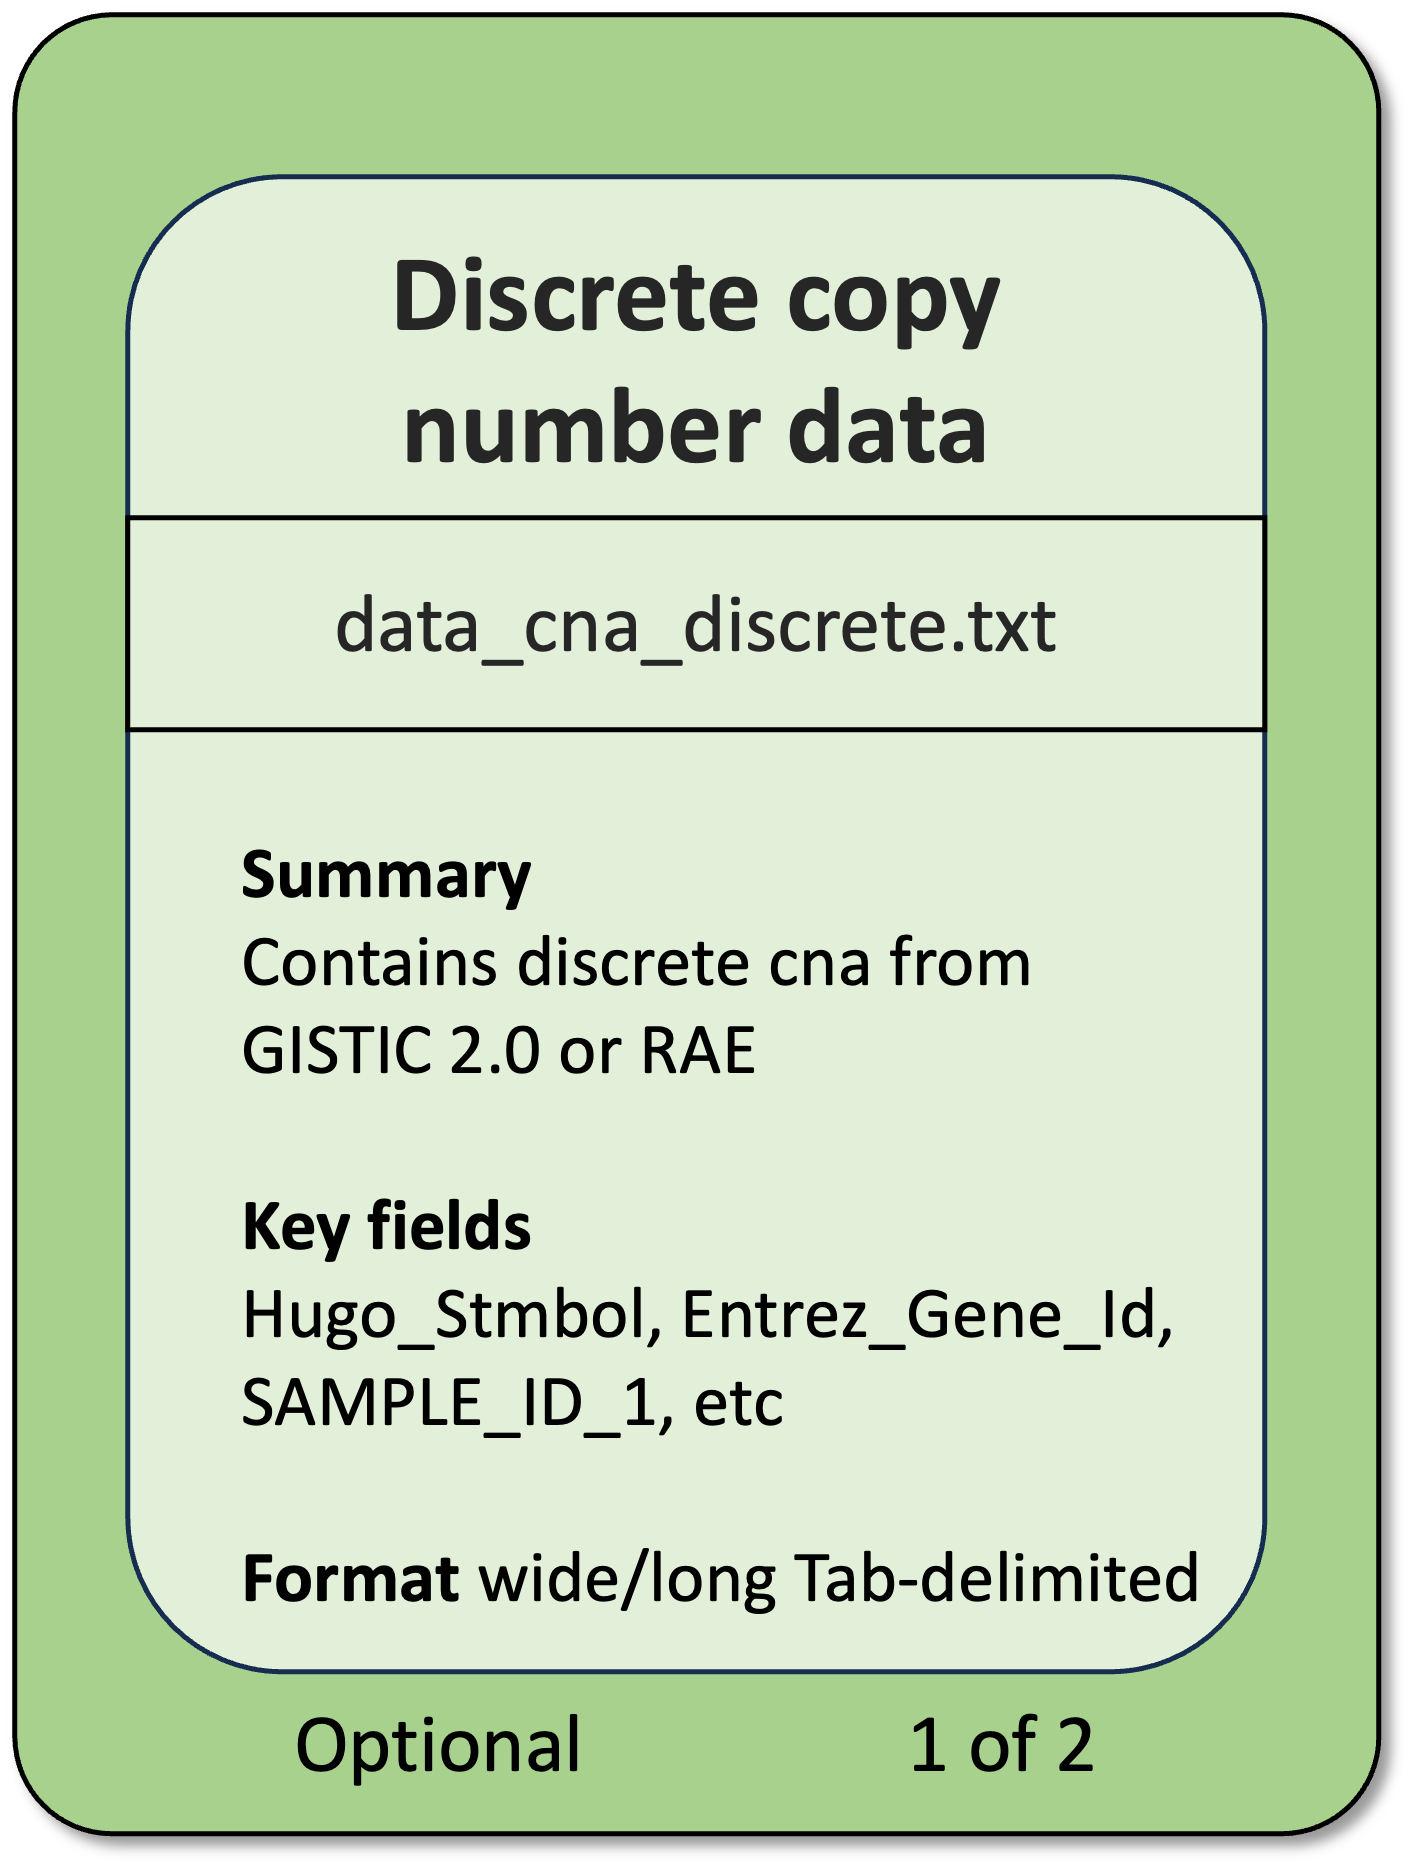 Discrete copy
number data
data_cna_discrete.txt
Summary
Contains discrete cna from
GISTIC 2.0 or RAE
Key fields
Hugo_Stmbol, Entrez_Gene_Id,
SAMPLE_ID_1, etc
Format wide/long Tab-delimited
Optional 1 of 2